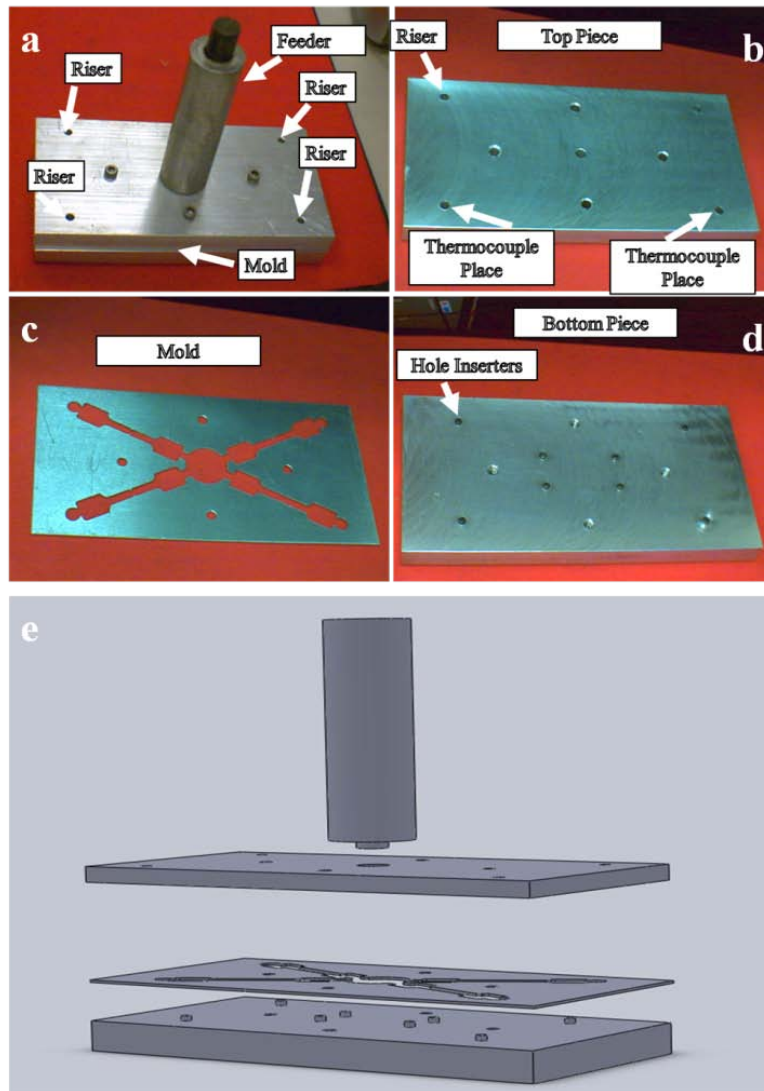 a
Feeder
Riser
Riser
Riser
Riser
Mold
b
Riser
Top Piece
Thermocouple
Place
Thermocouple
Place
c
Mold
d
Bottom Piece
Hole Inserters
e